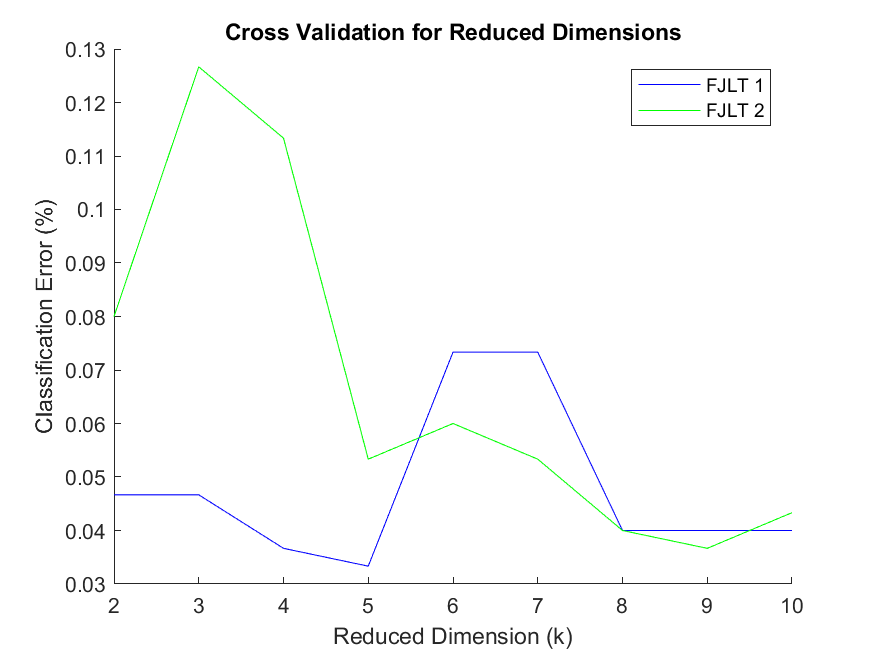 Cross Validation for Reduced Dimensions
FJLT 1
FJLT 2
Classification Error (%)
0.13
0.12
0.11
0.1
0.09
0.08
0.07
0.06
0.05
0.04
0.03
2 3 4 5 6 7 8 9 10
Reduced Dimension (k)